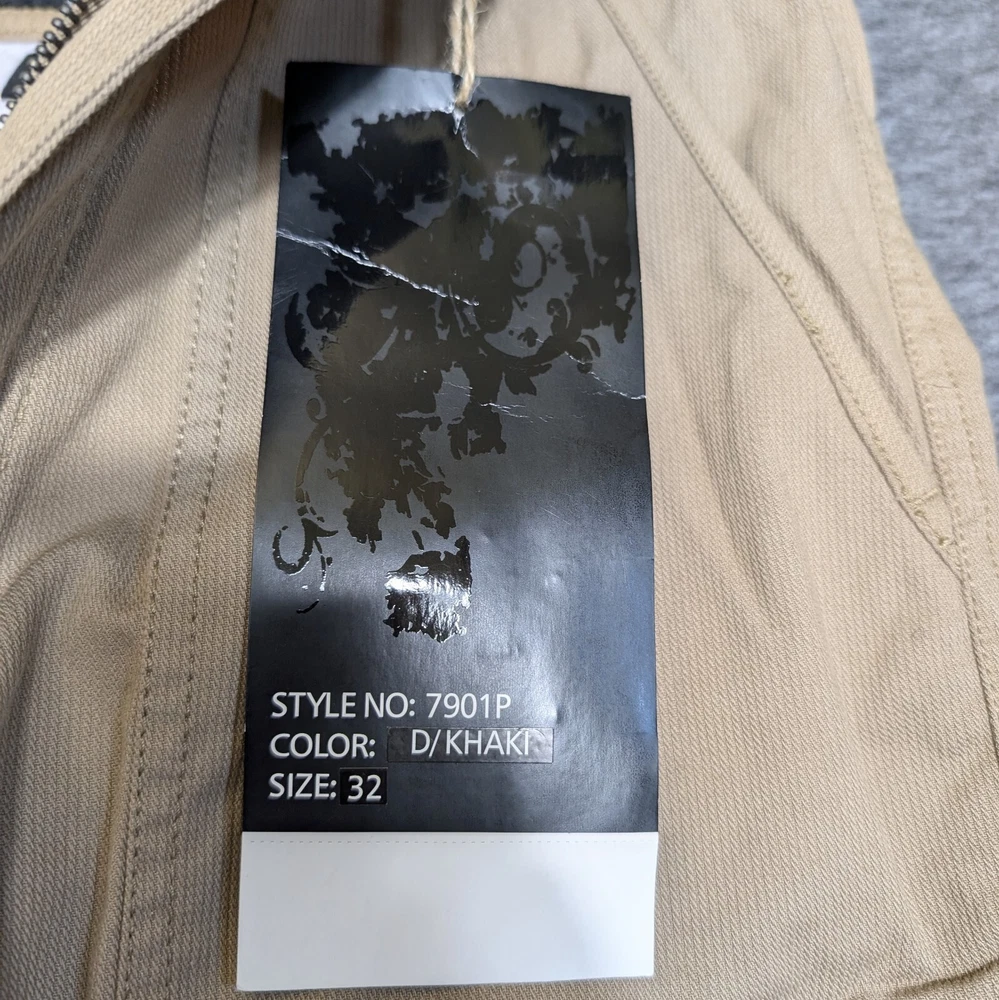 STYLE NO: 7901P
COLOR: D/KHAKI
SIZE: 32